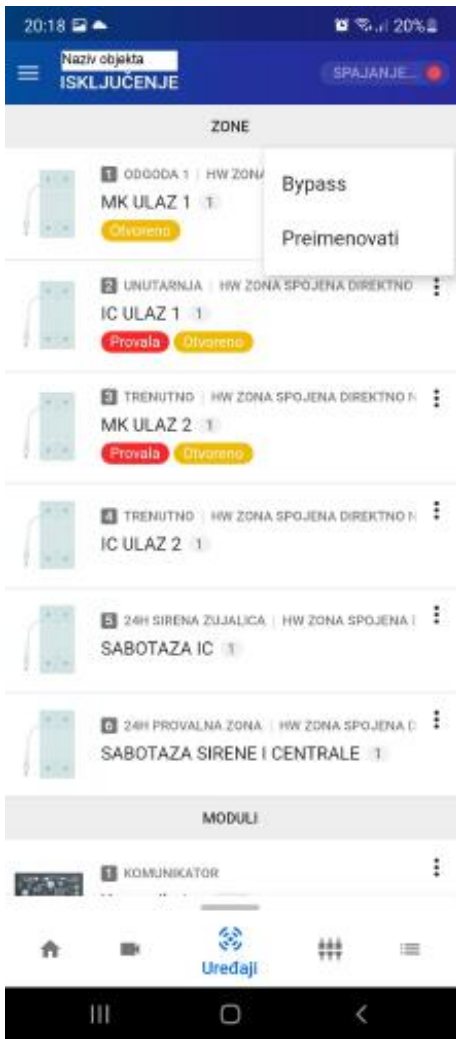 20:18
20%
Naziv objekta
ISKLJUČENJE
SPAJANJE...
ZONE
1 ODGODA 1 | HW ZONA
MK ULAZ 1 1
Otvoreno
Bypass
Preimenovati
2 UNUTARNJA | HW ZONA SPOJENA DIREKTNO
IC ULAZ 1 1
Provala Otvoreno
3 TRENUTNO | HW ZONA SPOJENA DIREKTNO N
MK ULAZ 2 1
Provala Otvoreno
4 TRENUTNO | HW ZONA SPOJENA DIREKTNO N
IC ULAZ 2 1
5 24H SIRENA ZUJALICA | HW ZONA SPOJENA
SABOTAZA IC 1
6 24H PROVALNA ZONA | HW ZONA SPOJENA
SABOTAZA SIRENE I CENTRALE 1
MODULI
1 KOMUNIKATOR
Uređaji